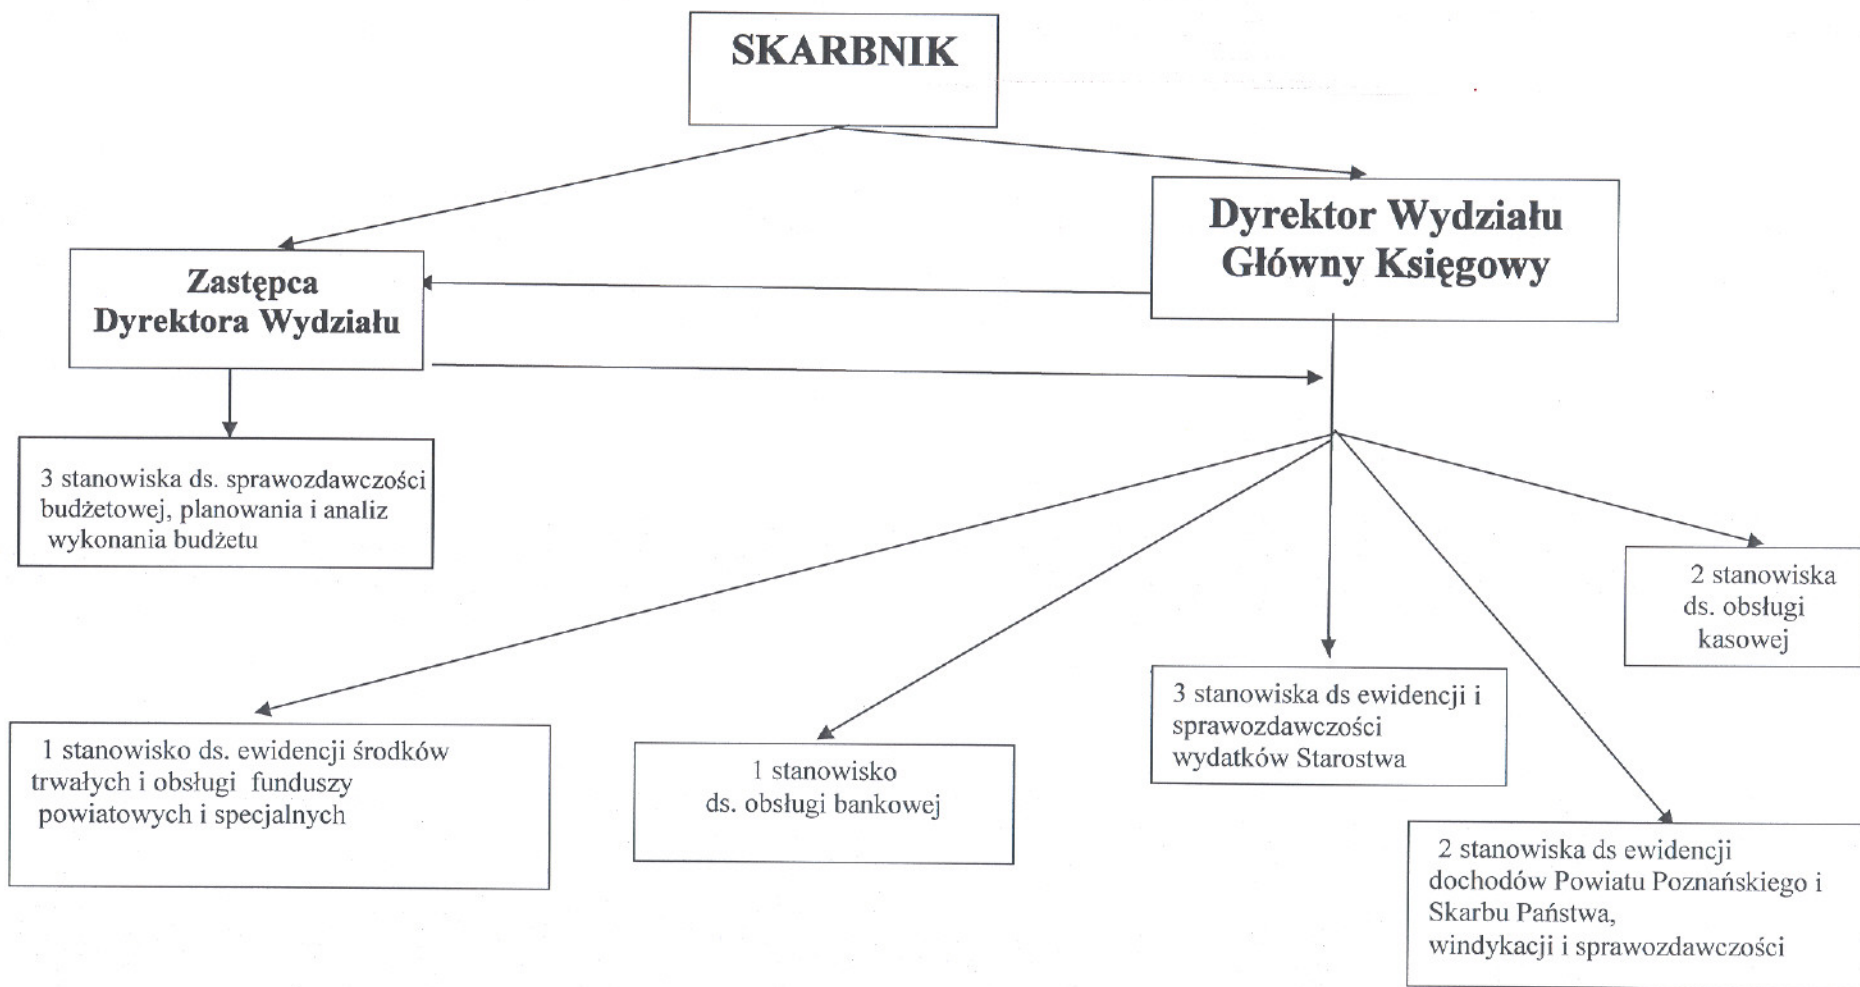 SKARBNIK
Dyrektor Wydziału
Główny Księgowy
Zastępca
Dyrektora Wydziału
3 stanowiska ds. sprawozdawczości
budżetowej, planowania i analiz
wykonania budżetu
2 stanowiska
ds. obsługi
kasowej
3 stanowiska ds ewidencji i
sprawozdawczości
wydatków Starostwa
1 stanowisko ds. ewidencji środków
trwałych i obsługi funduszy
powiatowych i specjalnych
1 stanowisko
ds. obsługi bankowej
2 stanowiska ds ewidencji
dochodów Powiatu Poznańskiego i
Skarbu Państwa,
windykacji i sprawozdawczości